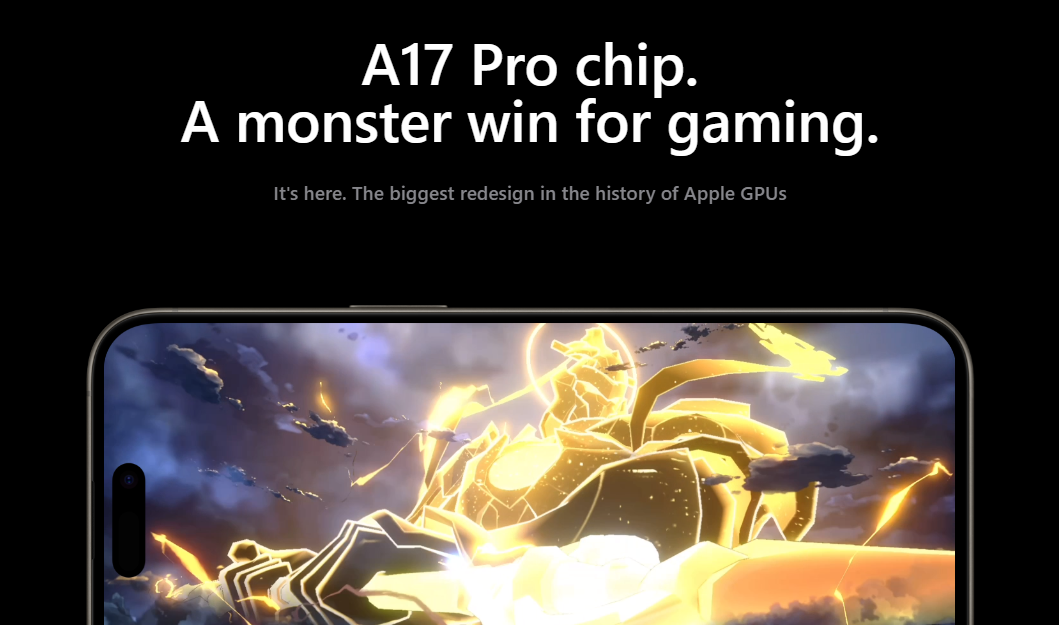 A17 Pro chip.
A monster win for gaming.
It's here. The biggest redesign in the history of Apple GPUs